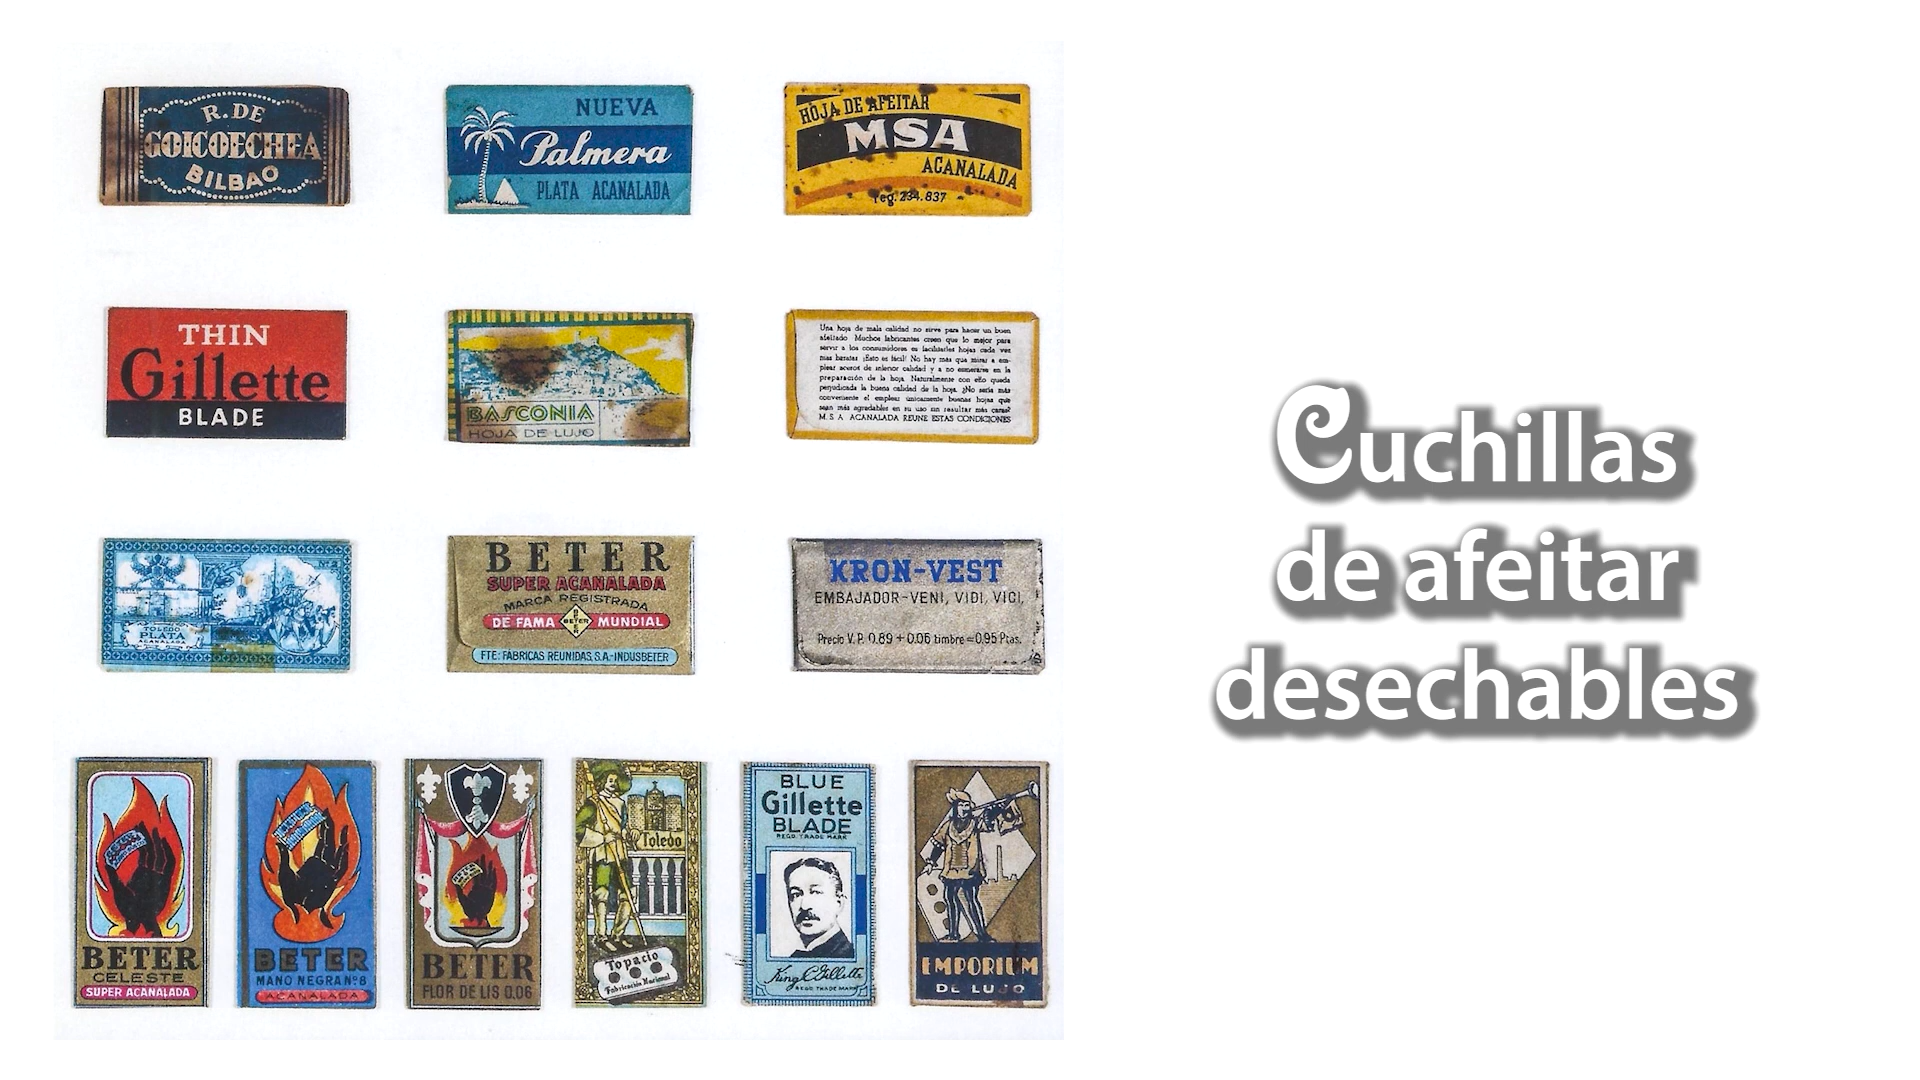 R. DE
GOICOECHEA
BILBAO
NUEVA
Palmera
PLATA ACANALADA
HOJA DE AFEITAR
MSA
ACANALADA
reg. 234.837
THIN
Gillette
BLADE
BASCONIA
HOJA DE LUJO
Una hoja de mala calidad no sirve para hacer un buen
afeitado Muchos fabricantes creen que lo mejor para
servir a los consumidores es facilitarles hojas cada vez
mas baratas ¡Esto es fácil! No hay mas que mirar a em-
plear aceros de inferior calidad y a no esmerarse en la
preparación de la hoja Naturalmente con ello queda
perjudicada la buena calidad de la hoja. ¿No sería más
conveniente el emplear únicamente buenas hojas que
sean más agradables en su uso sin resultar más caras?
M. S. A. ACANALADA REUNE ESTAS CONDICIONES
Nº 2
TOLEDO
PLATA
ACANALADA
BETER
SUPER ACANALADA
MARCA REGISTRADA
DE FAMA BETER MUNDIAL
FTE: FABRICAS REUNIDAS, S.A.-INDUSBETER
KRON-VEST
EMBAJADOR-VENI, VIDI, VICI,
Precio V. P. 0.89 + 0.06 timbre = 0.95 Ptas.
BETER
CELESTE
SUPER ACANALADA
BETER
MANO NEGRA Nº 8
ACANALADA
BETER
FLOR DE LIS 0.06
Toledo
Topacio
Fabricación Nacional
BLUE
Gillette
BLADE
REGD. TRADE MARK
King C Gillette
REGD. TRADE MARK
EMPORIUM
DE LUJO
Cuchillas
de afeitar
desechables